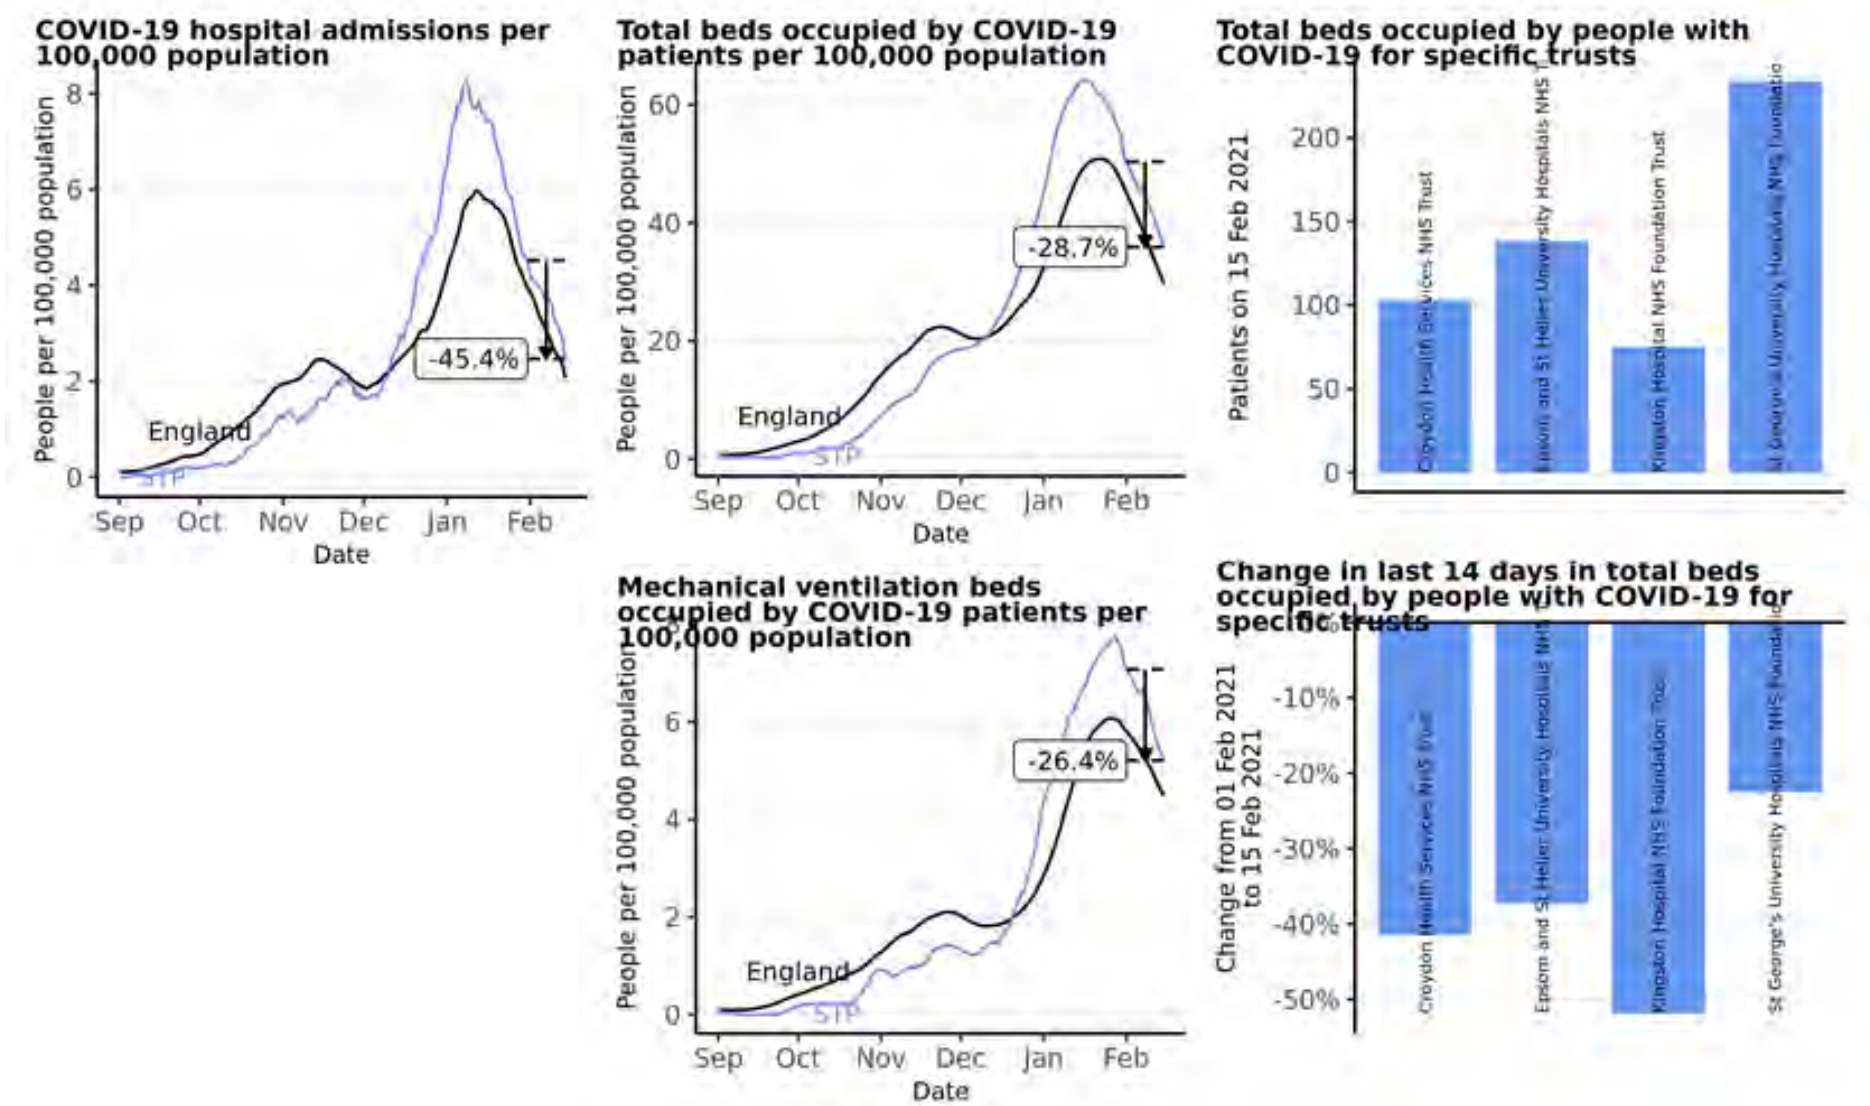 COVID-19 hospital admissions per
100,000 population
People per 100,000 population
8
6
4
2
0
-45.4%
England
STP
Sep Oct Nov Dec Jan Feb
Date
Total beds occupied by COVID-19
patients per 100,000 population
People per 100,000 population
60
40
20
0
-28.7%
England
STP
Sep Oct Nov Dec Jan Feb
Date
Total beds occupied by people with
COVID-19 for specific trusts
Patients on 15 Feb 2021
200
150
100
50
0
Croydon Health Services NHS Trust
Epsom and St Helier University Hospitals NHS T
Kingston Hospital NHS Foundation Trust
St George's University Hospitals NHS Foundatio
Mechanical ventilation beds
occupied by COVID-19 patients per
100,000 population
People per 100,000 population
6
4
2
0
-26.4%
England
STP
Sep Oct Nov Dec Jan Feb
Date
Change in last 14 days in total beds
occupied by people with COVID-19 for
specific trusts
Change from 01 Feb 2021
to 15 Feb 2021
0%
-10%
-20%
-30%
-40%
-50%
Croydon Health Services NHS Trust
Epsom and St Helier University Hospitals NHS
Kingston Hospital NHS Foundation Trust
St George's University Hospitals NHS Foundatio